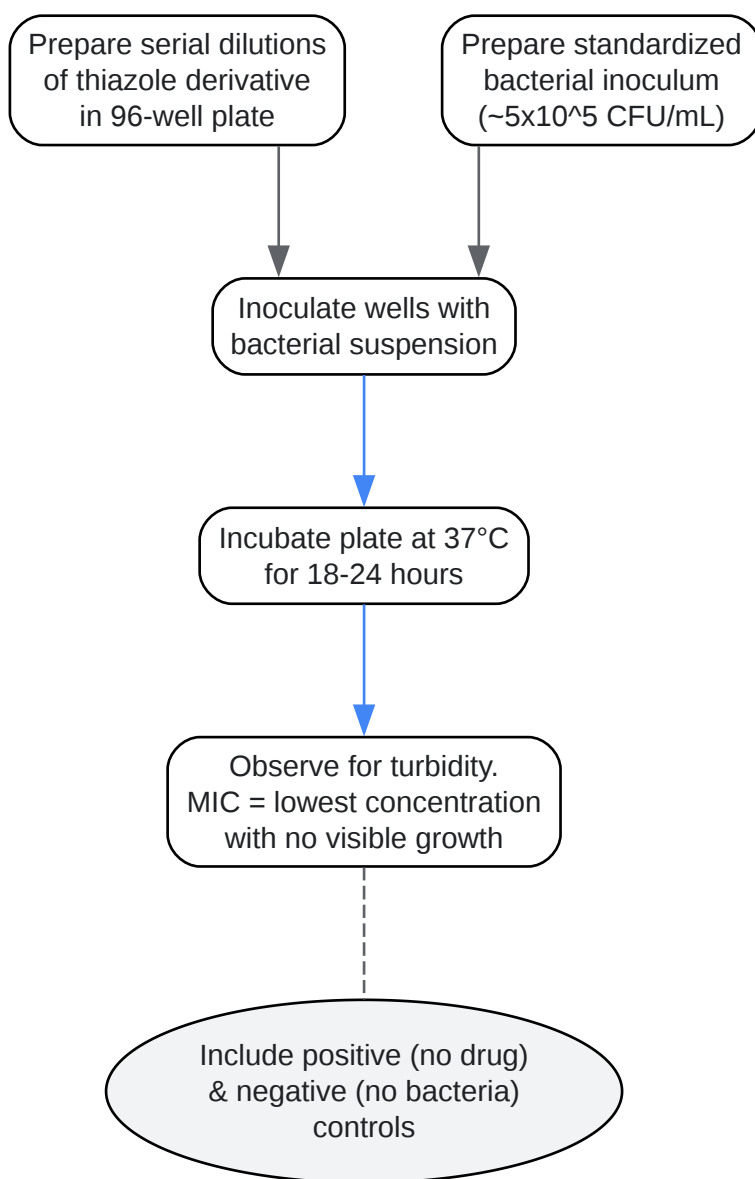 Prepare serial dilutions
of thiazole derivative
in 96-well plate
Prepare standardized
bacterial inoculum
(~5x10^5 CFU/mL)
Inoculate wells with
bacterial suspension
Incubate plate at 37°C
for 18-24 hours
Observe for turbidity.
MIC = lowest concentration
with no visible growth
Include positive (no drug)
& negative (no bacteria)
controls